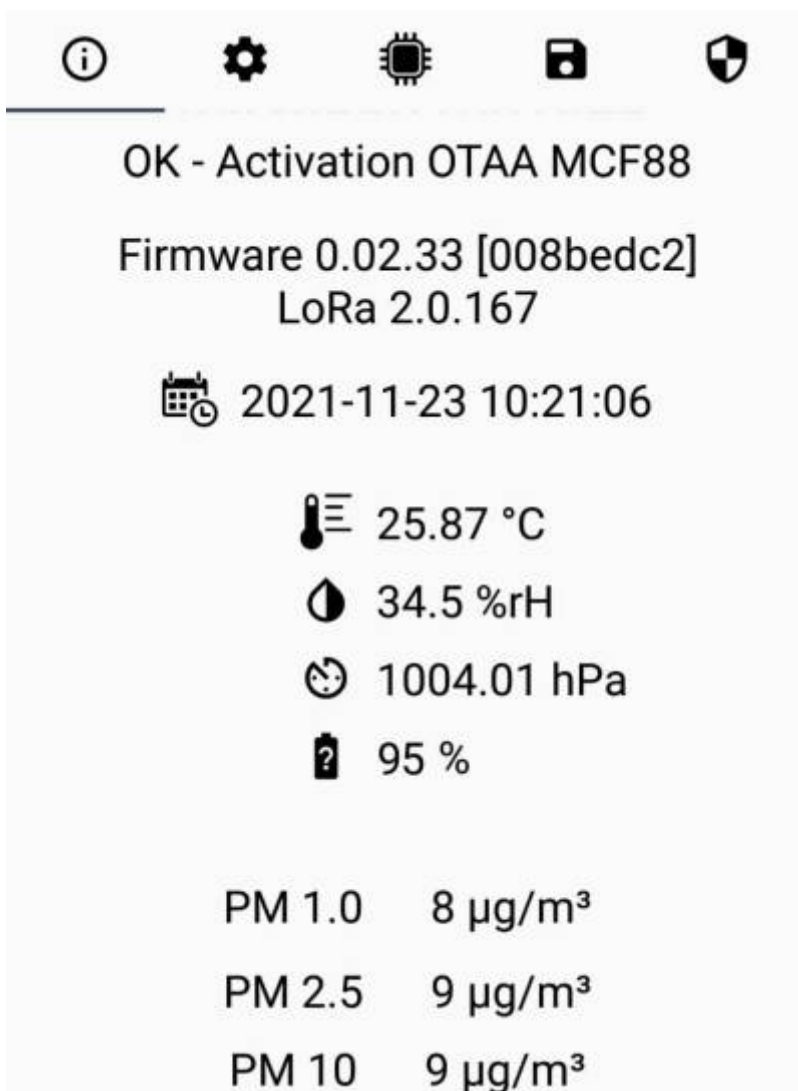 OK - Activation OTAA MCF88
Firmware 0.02.33 [008bedc2]
LoRa 2.0.167
2021-11-23 10:21:06
25.87 °C
34.5 %rH
1004.01 hPa
95 %
PM 1.0 8 µg/m³
PM 2.5 9 µg/m³
PM 10 9 µg/m³